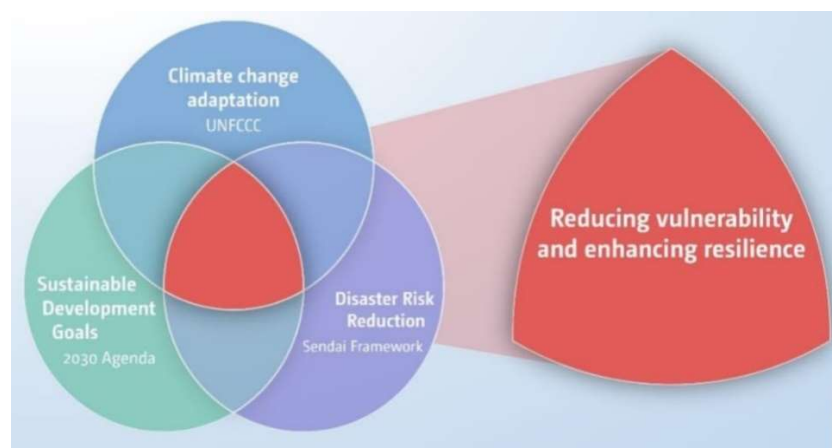 Climate change
adaptation
UNFCCC
Sustainable
Development
Goals
2030 Agenda
Disaster Risk
Reduction
Sendai Framework
Reducing vulnerability
and enhancing resilience